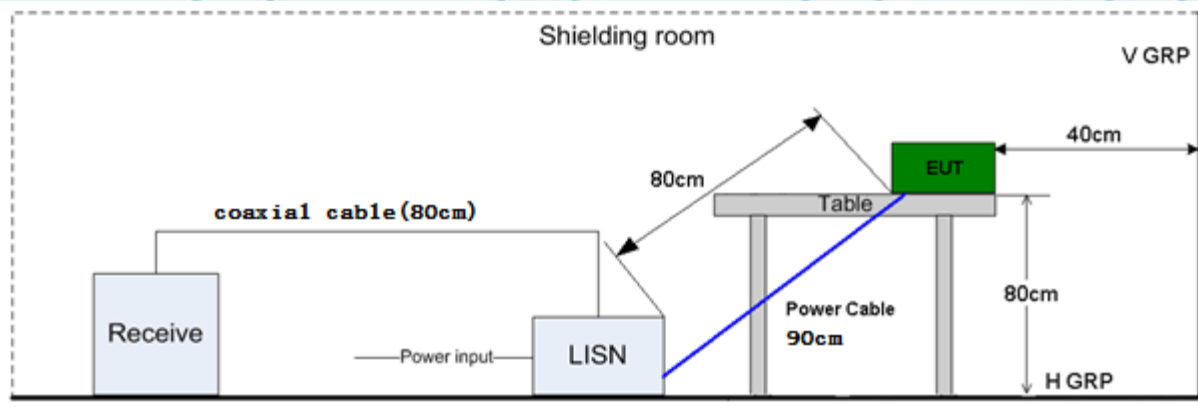 Shielding room
V GRP
40cm
EUT
80cm
Table
coaxial cable(80cm)
80cm
Power Cable
90cm
Receive
Power input
LISN
H GRP